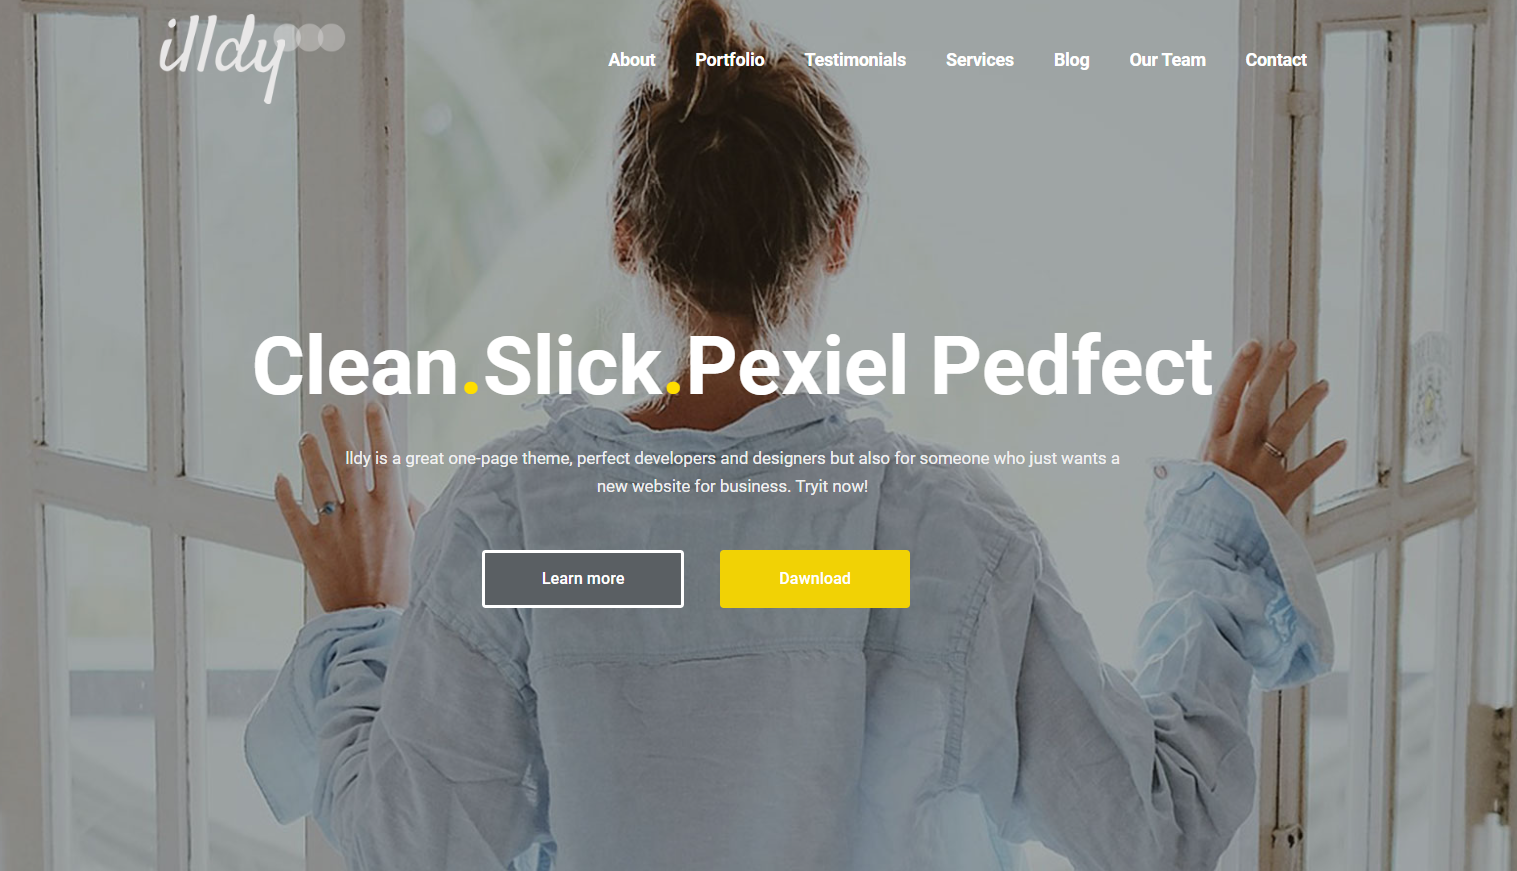 illdy
About Portfolio Testimonials Services Blog Our Team Contact
Clean.Slick.Pexiel Pedfect
lldy is a great one-page theme, perfect developers and designers but also for someone who just wants a
new website for business. Tryit now!
Learn more Dawnload